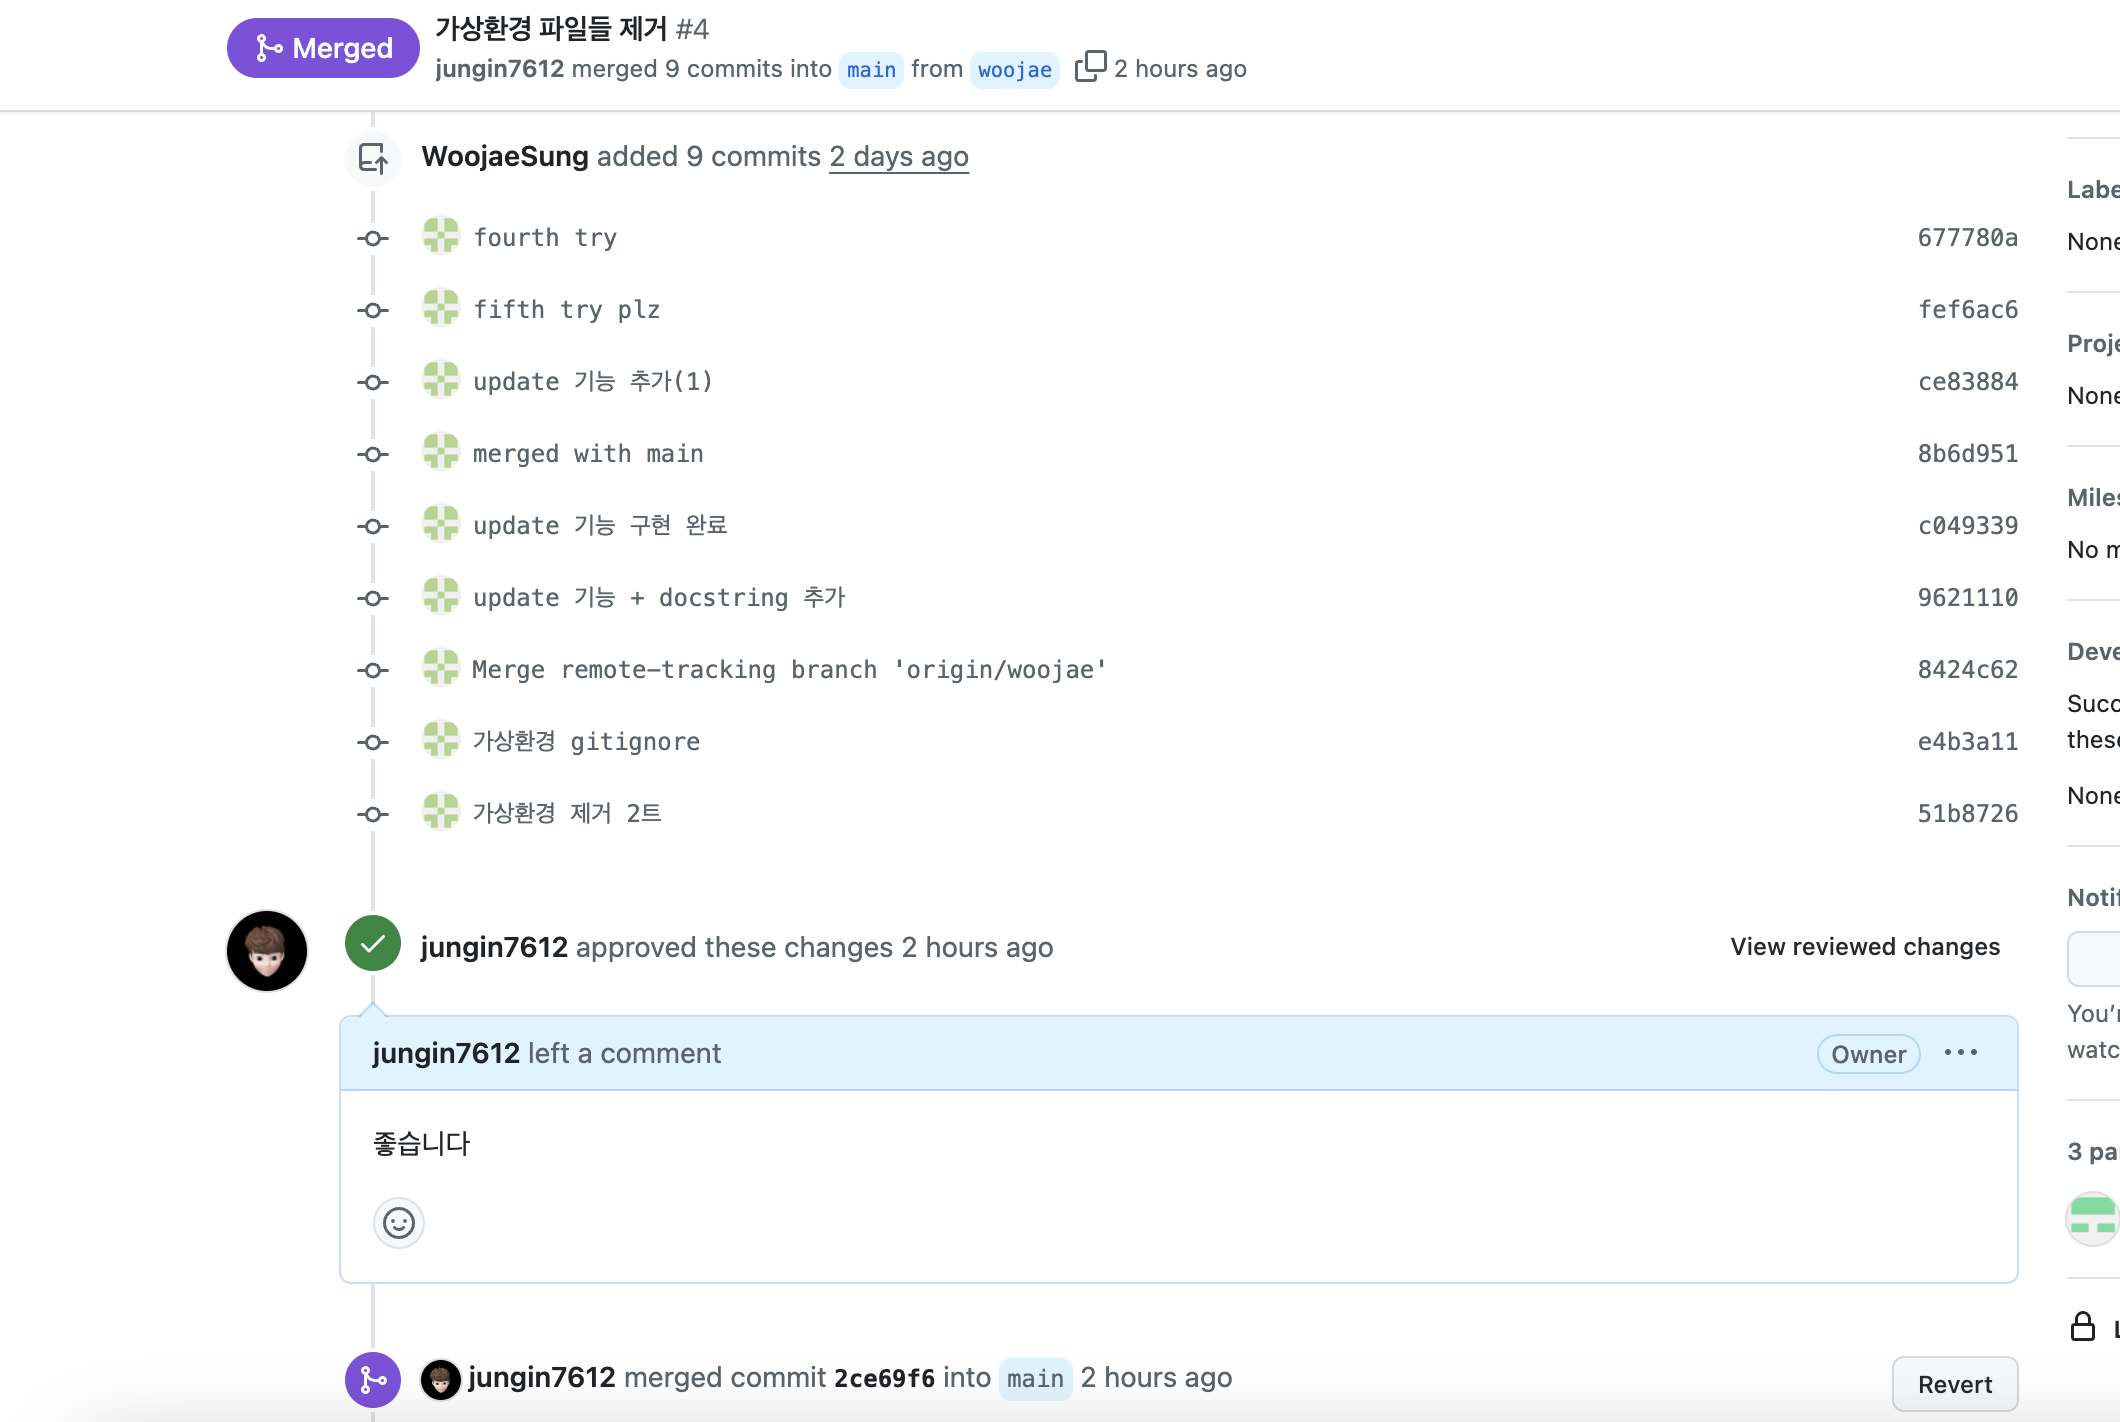 Merged
가상환경 파일들 제거 #4
jungin7612 merged 9 commits into main from woojae 2 hours ago
WoojaeSung added 9 commits 2 days ago
fourth try 677780a
fifth try plz fef6ac6
update 기능 추가(1) ce83884
merged with main 8b6d951
update 기능 구현 완료 c049339
update 기능 + docstring 추가 9621110
Merge remote-tracking branch 'origin/woojae' 8424c62
가상환경 gitignore e4b3a11
가상환경 제거 2트 51b8726
jungin7612 approved these changes 2 hours ago View reviewed changes
jungin7612 left a comment Owner
좋습니다
jungin7612 merged commit 2ce69f6 into main 2 hours ago Revert
Labe
None
Proje
None
Miles
No m
Deve
Succ
these
None
Notif
You'r
watc
3 pa